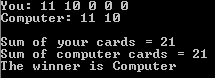 You: 11 10 0 0 0
Computer: 11 10
Sum of your cards = 21
Sum of computer cards = 21
The winner is Computer